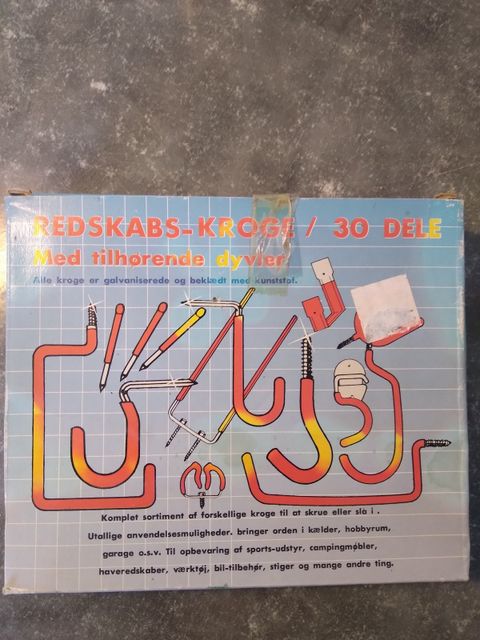 REDSKABS-KROGE / 30 DELE
Med tilhørende dyvler
Alle kroge er galvaniserede og beklædt med kunststof.
Komplet sortiment af forskellige kroge til at skrue eller slå i .
Utallige anvendelsesmuligheder. bringer orden i kælder, hobbyrum,
garage o.s.v. Til opbevaring af sports-udstyr, campingmøbler,
haveredskaber, værktøj, bil-tilbehør, stiger og mange andre ting.